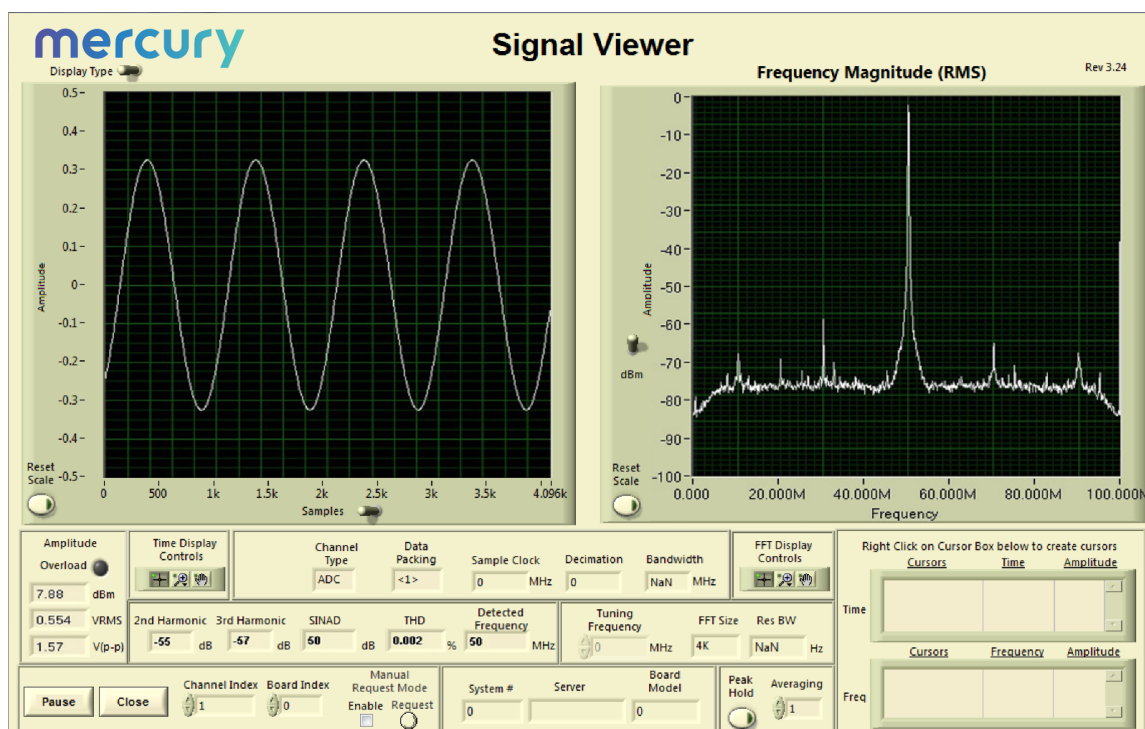 mercury
Signal Viewer
Display Type
Frequency Magnitude (RMS)
Rev 3.24
0.5-
0.4-
0.3-
0.2-
0.1-
0-
-0.1-
-0.2-
-0.3-
-0.4-
-0.5-
Amplitude
Reset
Scale
0 500 1k 1.5k 2k 2.5k 3k 3.5k 4.096k
Samples
0-
-10-
-20-
-30-
-40-
-50-
-60-
-70-
-80-
-90-
-100-
Amplitude
dBm
Reset
Scale
0.000 20.000M 40.000M 60.000M 80.000M 100.000M
Frequency
Amplitude
Overload
7.88 dBm
0.554 VRMS
1.57 V(p-p)
Time Display
Controls
Channel
Type
ADC
Data
Packing
<1>
Sample Clock
0 MHz
Decimation
0
Bandwidth
NaN MHz
FFT Display
Controls
2nd Harmonic
-55 dB
3rd Harmonic
-57 dB
SINAD
50 dB
THD
0.002 %
Detected
Frequency
50 MHz
Tuning
Frequency
0 MHz
FFT Size
4K
Res BW
NaN Hz
Pause
Close
Channel Index
1
Board Index
0
Manual
Request Mode
Enable Request
System #
0
Server
Board
Model
0
Peak
Hold
Averaging
1
Right Click on Cursor Box below to create cursors
Cursors Time Amplitude
Time
Cursors Frequency Amplitude
Freq